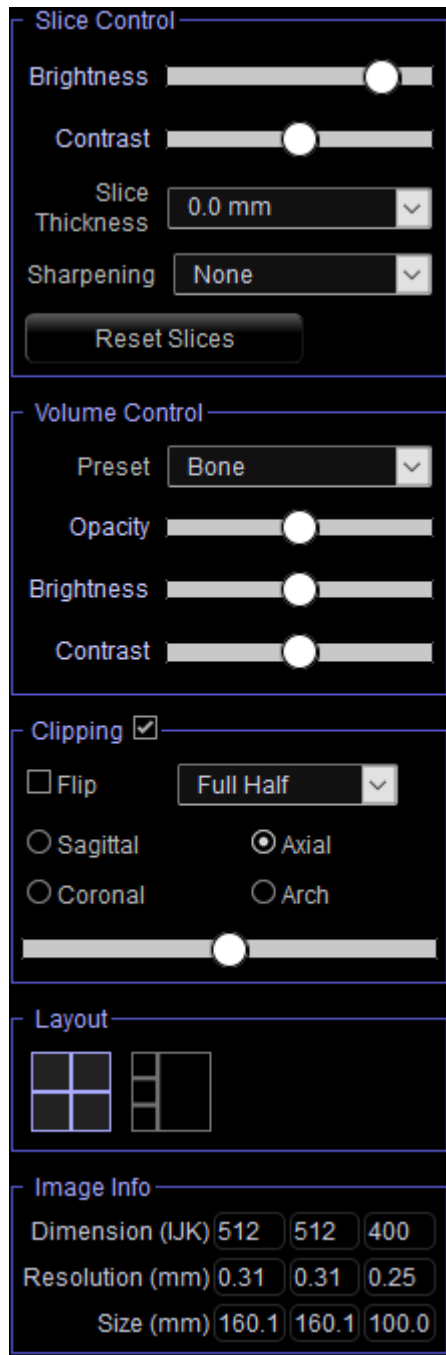 Slice Control
Brightness
Contrast
Slice
Thickness
0.0 mm
Sharpening None
Reset Slices
Volume Control
Preset Bone
Opacity
Brightness
Contrast
Clipping
Flip Full Half
Sagittal Axial
Coronal Arch
Layout
Image Info
Dimension (IJK) 512 512 400
Resolution (mm) 0.31 0.31 0.25
Size (mm) 160.1 160.1 100.0